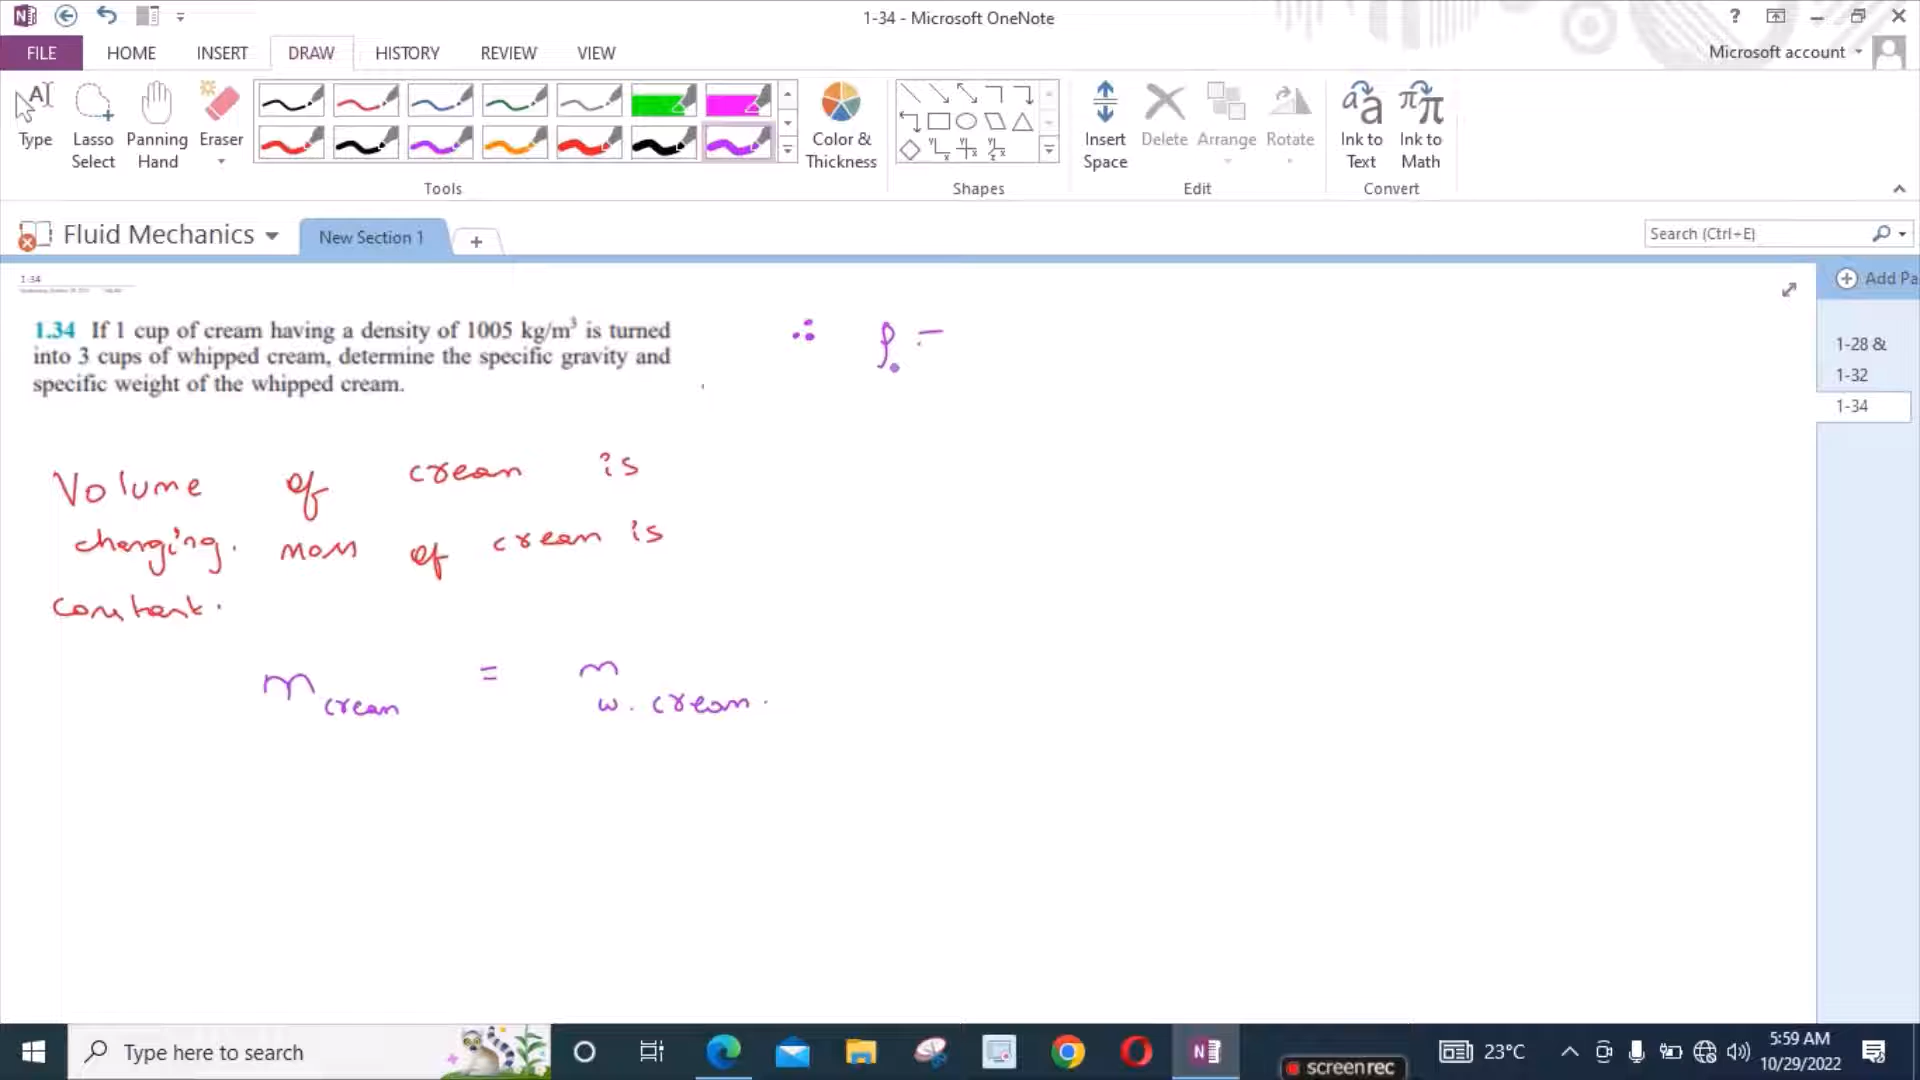 1-34 - Microsoft OneNote
?
Microsoft account
FILE HOME INSERT DRAW HISTORY REVIEW VIEW
Type
Lasso Select
Panning Hand
Eraser
Color & Thickness
Insert Space
Delete
Arrange
Rotate
Ink to Text
Ink to Math
Tools
Shapes
Edit
Convert
Fluid Mechanics
New Section 1
+
Search (Ctrl+E)
Add Pa
1-28 &
1-32
1-34
1-34
1.34 If 1 cup of cream having a density of 1005 kg/m³ is turned
into 3 cups of whipped cream, determine the specific gravity and
specific weight of the whipped cream.
∴ ρ =
Volume of cream is
changing. mass of cream is
constant.
m cream = m w. cream.
Type here to search
screenrec
23°C
5:59 AM
10/29/2022